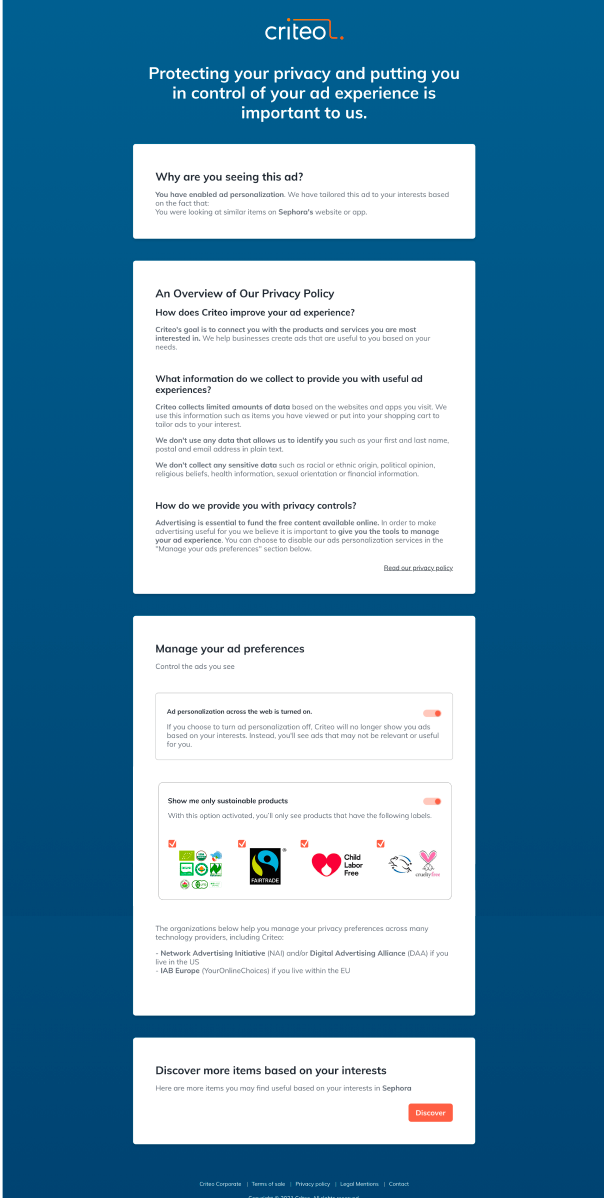 criteo
Protecting your privacy and putting you
in control of your ad experience is
important to us.
Why are you seeing this ad?
You have enabled ad personalization. We have tailored this ad to your interests based
on the fact that:
You were looking at similar items on Sephora's website or app.
An Overview of Our Privacy Policy
How does Criteo improve your ad experience?
Criteo's goal is to connect you with the products and services you are most
interested in. We help businesses create ads that are useful to you based on your
needs.
What information do we collect to provide you with useful ad
experiences?
Criteo collects limited amounts of data based on the websites and apps you visit. We
use this information such as items you have viewed or put into your shopping cart to
tailor ads to your interest.
We don't use any data that allows us to identify you such as your first and last name,
postal and email address in plain text.
We don't collect any sensitive data such as racial or ethnic origin, political opinion,
religious beliefs, health information, sexual orientation or financial information.
How do we provide you with privacy controls?
Advertising is essential to fund the free content available online. In order to make
advertising useful for you we believe it is important to give you the tools to manage
your ad experience. You can choose to disable our ads personalization services in the
"Manage your ads preferences" section below.
Read our privacy policy
Manage your ad preferences
Control the ads you see
Ad personalization across the web is turned on.
If you choose to turn ad personalization off, Criteo will no longer show you ads
based on your interests. Instead, you'll see ads that may not be relevant or useful
for you.
Show me only sustainable products
With this option activated, you'll only see products that have the following labels.
FAIRTRADE
®
Child
Labor
Free
crueltyfree
The organizations below help you manage your privacy preferences across many
technology providers, including Criteo:
- Network Advertising Initiative (NAI) and/or Digital Advertising Alliance (DAA) if you
live in the US
- IAB Europe (YourOnlineChoices) if you live within the EU
Discover more items based on your interests
Here are more items you may find useful based on your interests in Sephora
Discover
Criteo Corporate | Terms of sale | Privacy policy | Legal Mentions | Contact